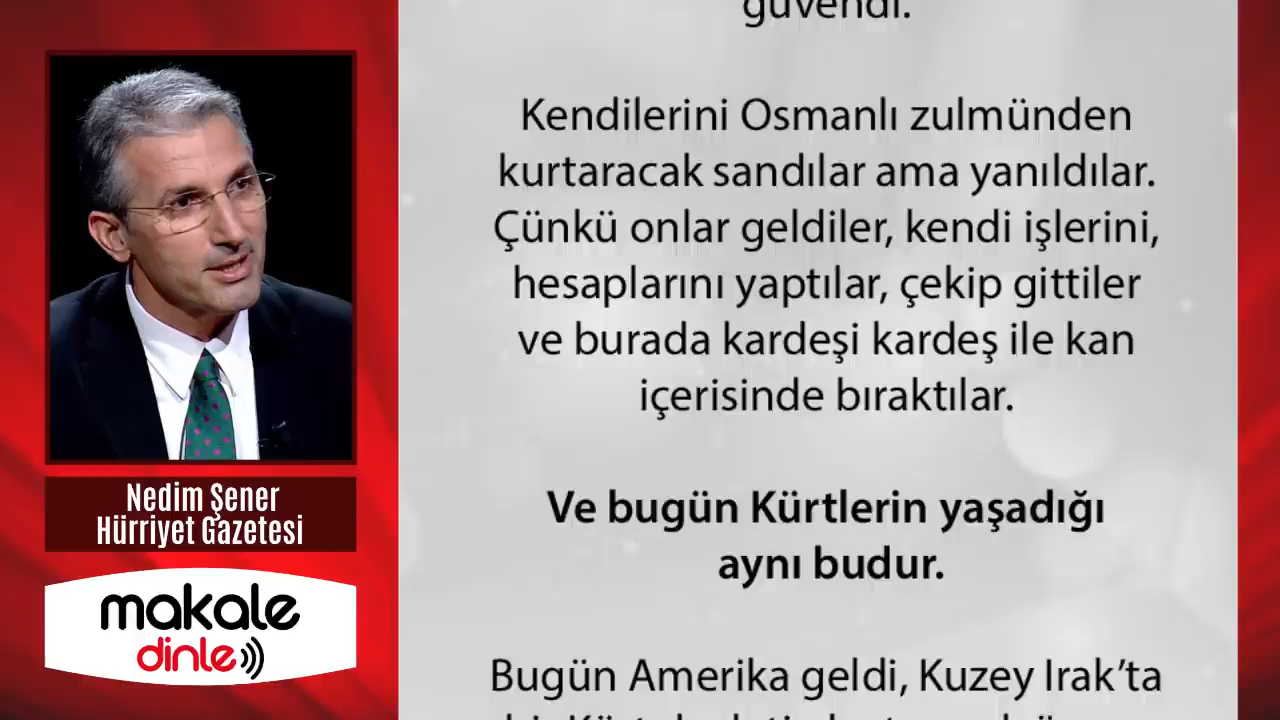 güvendi.
Kendilerini Osmanlı zulmünden
kurtaracak sandılar ama yanıldılar.
Çünkü onlar geldiler, kendi işlerini,
hesaplarını yaptılar, çekip gittiler
ve burada kardeşi kardeş ile kan
içerisinde bıraktılar.
Ve bugün Kürtlerin yaşadığı
aynı budur.
Bugün Amerika geldi, Kuzey Irak’ta
Nedim Şener
Hürriyet Gazetesi
makale
dinle